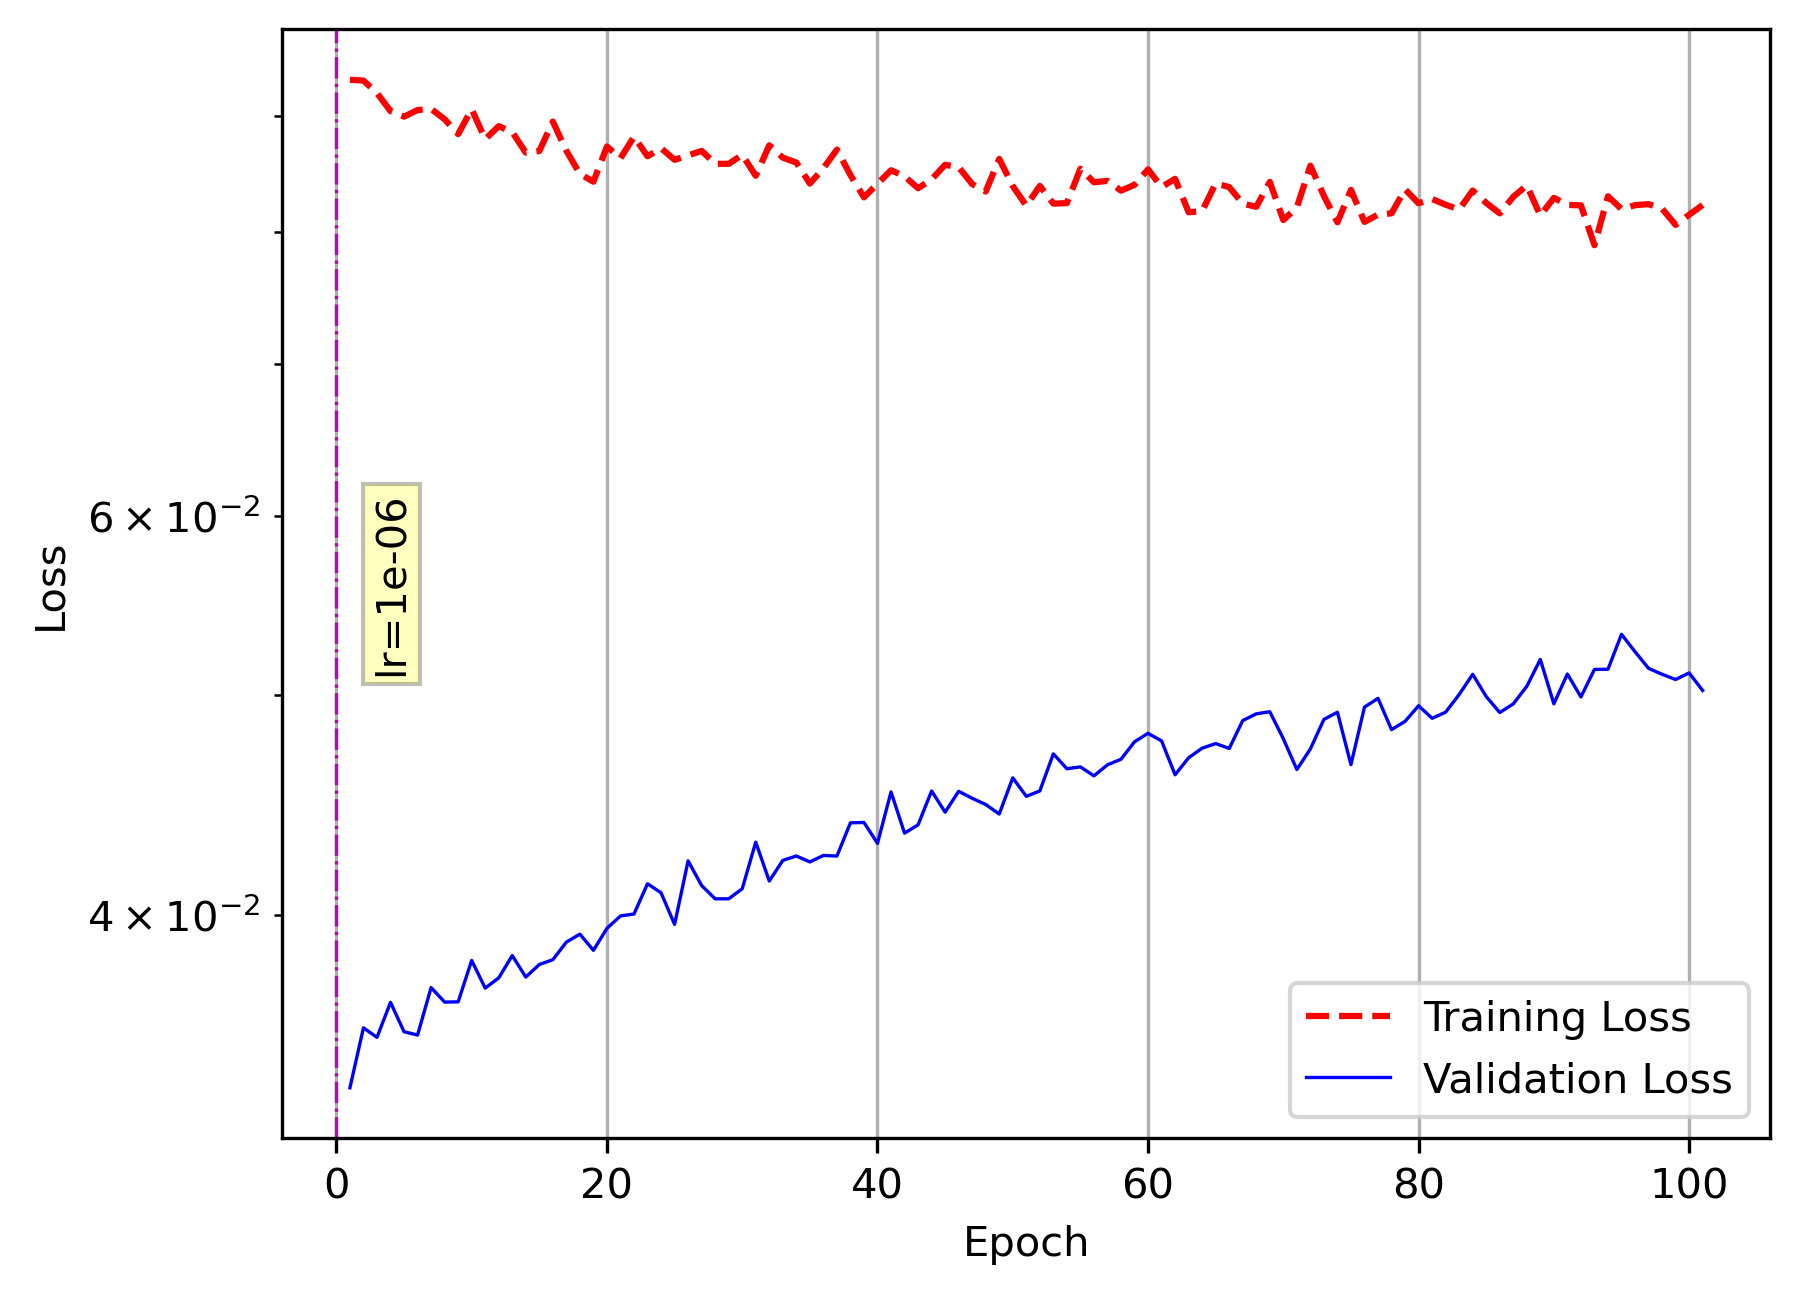 Loss
6 × 10⁻²
4 × 10⁻²
lr=1e-06
Training Loss
Validation Loss
0 20 40 60 80 100
Epoch